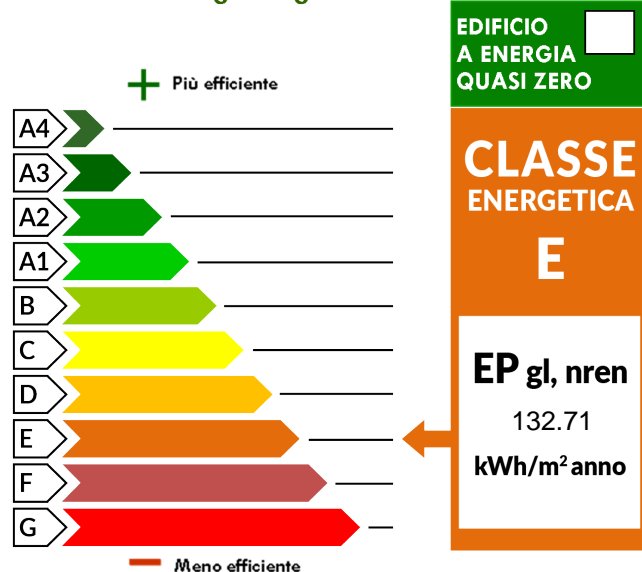 EDIFICIO
A ENERGIA
QUASI ZERO
Più efficiente
A4
A3
A2
A1
B
C
D
E
F
G
Meno efficiente
CLASSE
ENERGETICA
E
EP gl, nren
132.71
kWh/m² anno